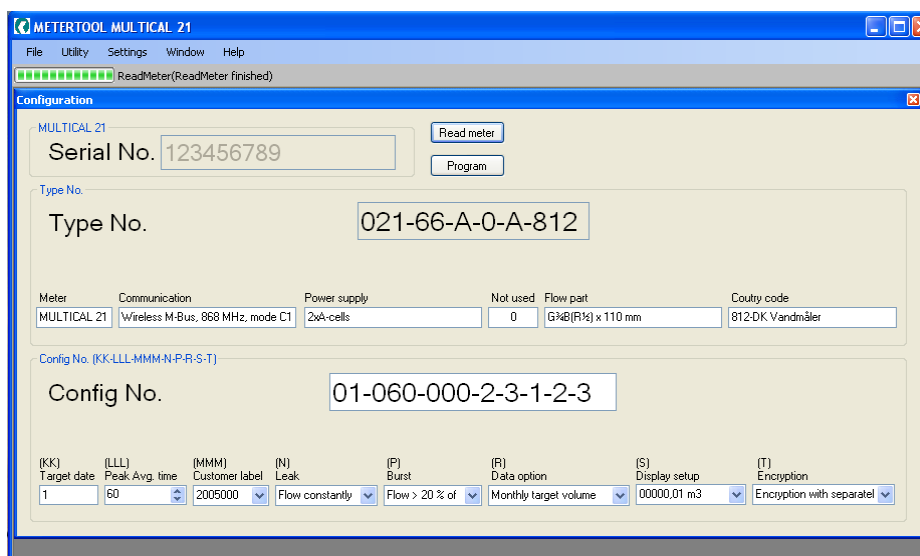 METERTOOL MULTICAL 21
File Utility Settings Window Help
ReadMeter(ReadMeter finished)
Configuration
MULTICAL 21
Serial No. 123456789
Read meter
Program
Type No.
Type No. 021-66-A-0-A-812
Meter Communication Power supply Not used Flow part Coutry code
MULTICAL 21 Wireless M-Bus, 868 MHz, mode C1 2xA-cells 0 G¾B(R½) x 110 mm 812-DK Vandmåler
Config No. (KK-LLL-MMM-N-P-R-S-T)
Config No. 01-060-000-2-3-1-2-3
(KK) (LLL) (MMM) (N) (P) (R) (S) (T)
Target date Peak Avg. time Customer label Leak Burst Data option Display setup Encryption
1 60 2005000 Flow constantly Flow > 20 % of Monthly target volume 00000,01 m3 Encryption with separatel